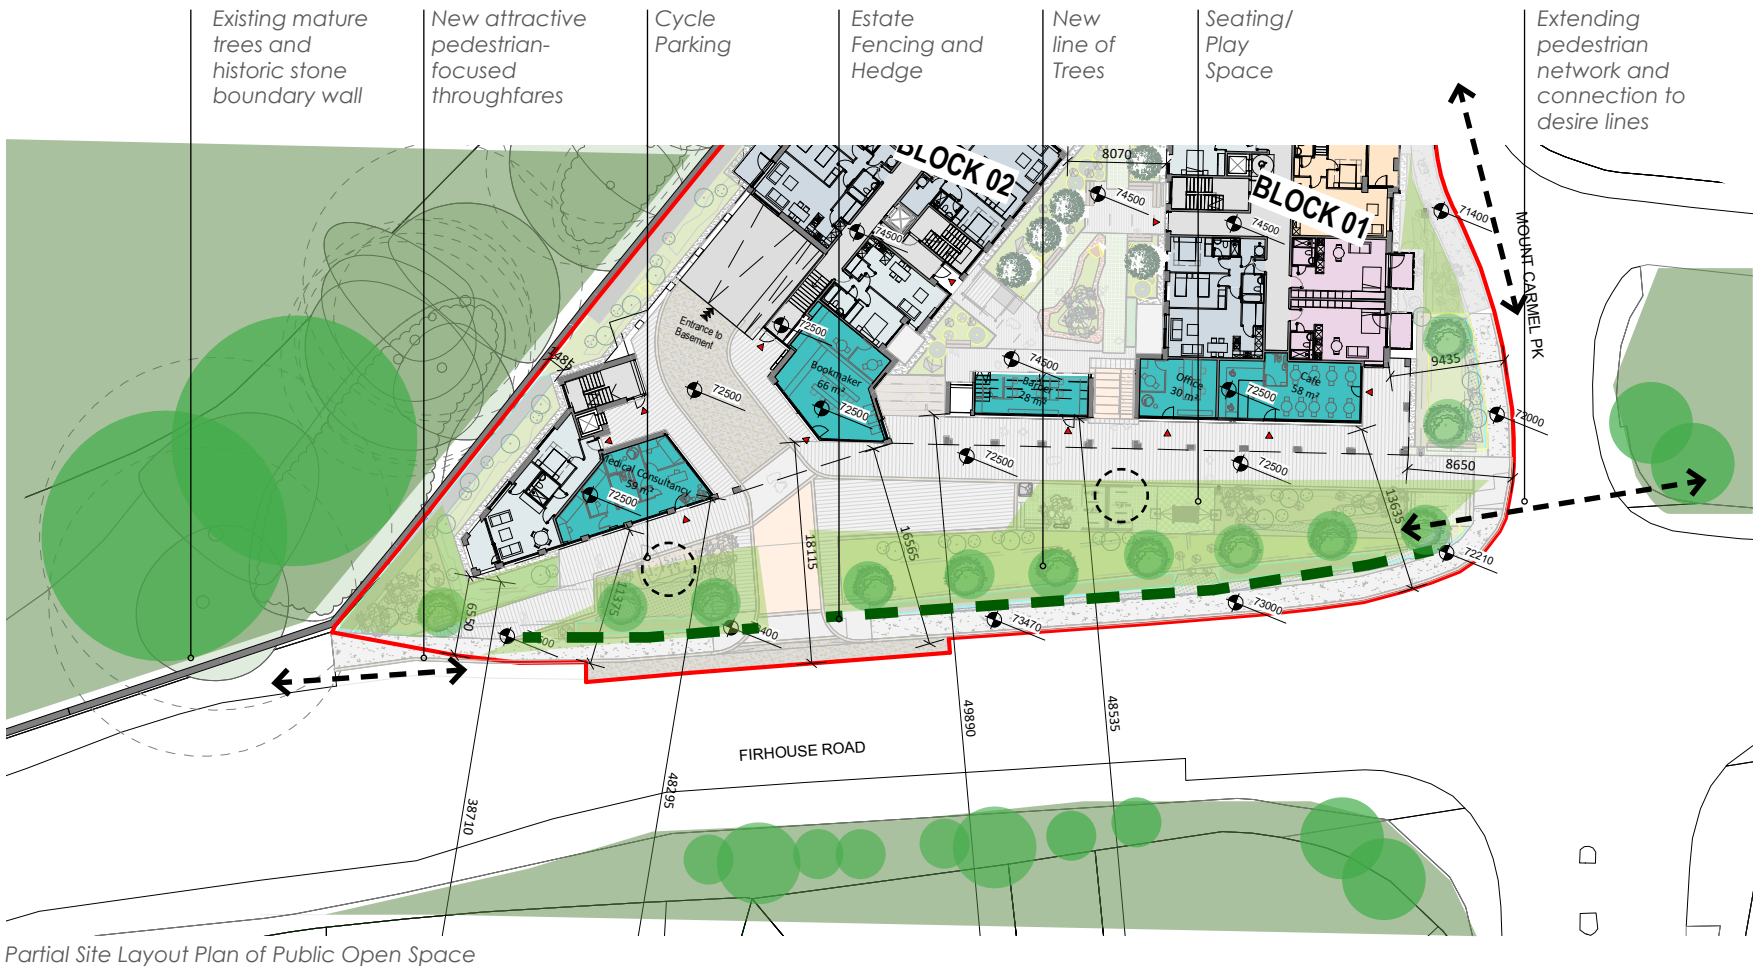 Existing mature
trees and
historic stone
boundary wall
New attractive
pedestrian-
focused
throughfares
Cycle
Parking
Estate
Fencing and
Hedge
New
line of
Trees
Seating/
Play
Space
Extending
pedestrian
network and
connection to
desire lines
BLOCK 02
8070
BLOCK 01
74500
74500
74500
71400
MOUNT CARMEL PK
Entrance to
Basement
72500
74500
9435
Bookmaker
66 m²
72500
72500
Barber
28 m²
Office
30 m²
72500
Cafe
58 m²
72000
72500
72500
8650
Medical Consultancy
59 m²
72500
13635
16565
18115
11375
6550
72210
73000
73470
49890
48535
48295
38710
FIRHOUSE ROAD
Partial Site Layout Plan of Public Open Space